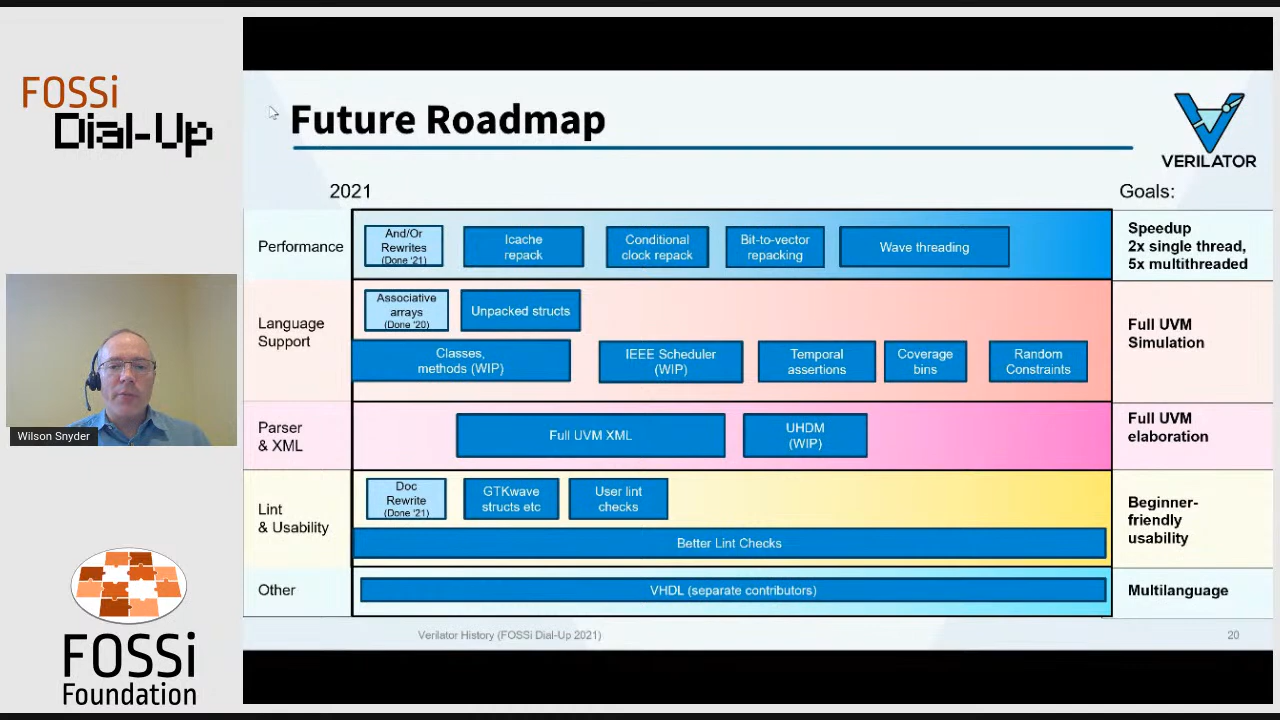 FOSSi
Dial-Up
Future Roadmap
VERILATOR
2021
Goals:
Performance
And/Or
Rewrites
(Done '21)
Icache
repack
Conditional
clock repack
Bit-to-vector
repacking
Wave threading
Speedup
2x single thread,
5x multithreaded
Language
Support
Associative
arrays
(Done '20)
Unpacked structs
Classes,
methods (WIP)
IEEE Scheduler
(WIP)
Temporal
assertions
Coverage
bins
Random
Constraints
Full UVM
Simulation
Parser
& XML
Full UVM XML
UHDM
(WIP)
Full UVM
elaboration
Lint
& Usability
Doc
Rewrite
(Done '21)
GTKwave
structs etc
User lint
checks
Better Lint Checks
Beginner-
friendly
usability
Other
VHDL (separate contributors)
Multilanguage
Verilator History (FOSSi Dial-Up 2021)
20
Wilson Snyder
FOSSi
Foundation